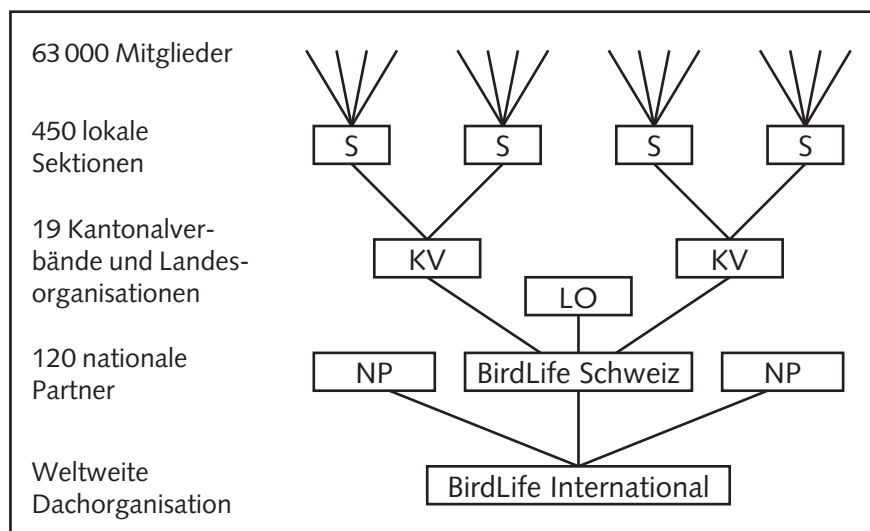 63 000 Mitglieder
450 lokale
Sektionen
S S S S
19 Kantonalver-
bände und Landes-
organisationen
KV KV
LO
120 nationale
Partner
NP BirdLife Schweiz NP
Weltweite
Dachorganisation
BirdLife International